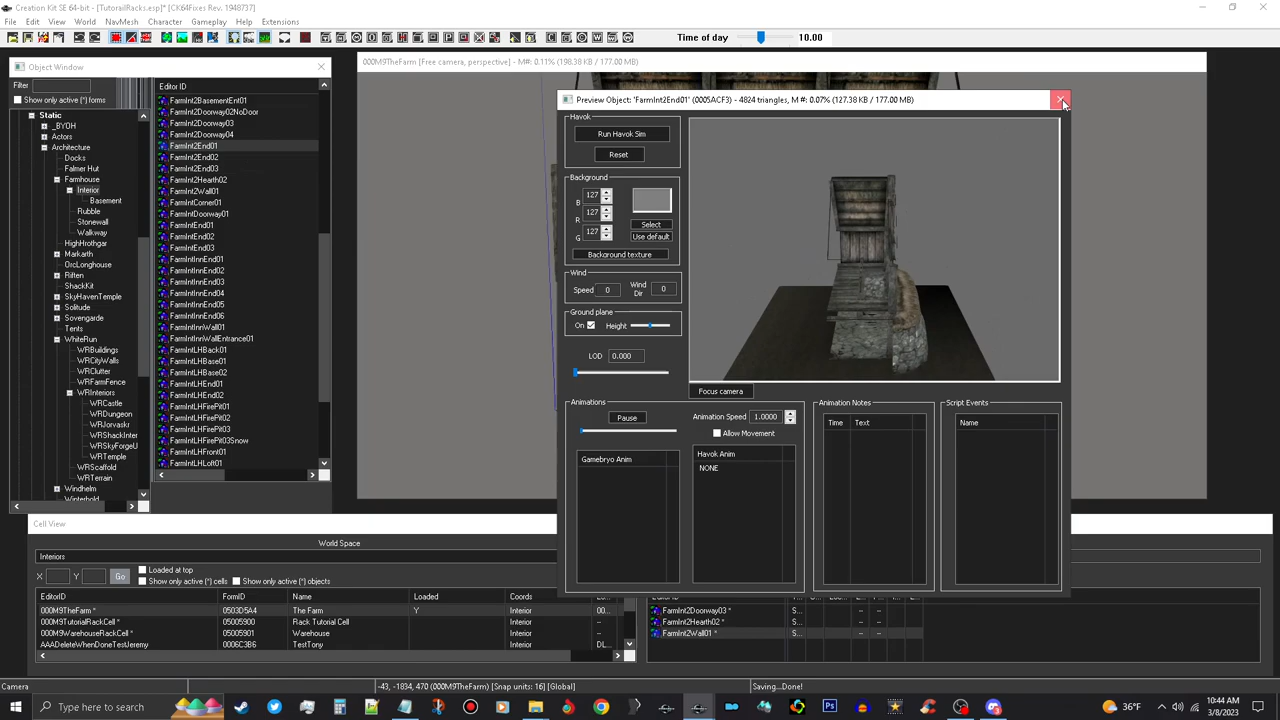 Creation Kit SE 64-bit - [TutorailRacks.esp]* [CK64Fixes Rev. 1948737]
File Edit View World NavMesh Character Gameplay Help Extensions
Time of day 10.00
Object Window
Filter
Show only active (*) forms
Static
_BYOH
Actors
Architecture
Docks
Falmer Hut
Farmhouse
Interior
Basement
Rubble
Stonewall
Walkway
HighHrothgar
Markarth
OrcLonghouse
Riften
ShackKit
SkyHavenTemple
Solitude
Sovengarde
Tents
WhiteRun
WRBuildings
WRCityWalls
WRClutter
WRFarmFence
WRInteriors
WRCastle
WRDungeon
WRJorvaskr
WRShackInter
WRSkyForgeU
WRTemple
WRScaffold
WRTerrain
Windhelm
Winterhold
Editor ID
FarmInt2BasementEnt01
FarmInt2Doorway02NoDoor
FarmInt2Doorway03
FarmInt2Doorway04
FarmInt2End01
FarmInt2End02
FarmInt2End03
FarmInt2Hearth02
FarmInt2Wall01
FarmIntCorner01
FarmIntDoorway01
FarmIntEnd01
FarmIntEnd02
FarmIntEnd03
FarmIntInnEnd01
FarmIntInnEnd02
FarmIntInnEnd03
FarmIntInnEnd04
FarmIntInnEnd05
FarmIntInnEnd06
FarmIntInnWall01
FarmIntInnWallEntrance01
FarmIntLHBack01
FarmIntLHBase01
FarmIntLHBase02
FarmIntLHEnd01
FarmIntLHEnd02
FarmIntLHFirePit01
FarmIntLHFirePit02
FarmIntLHFirePit03
FarmIntLHFirePit03Snow
FarmIntLHFront01
FarmIntLHLoft01
000M9TheFarm [Free camera, perspective] - M#: 0.11% (198.38 KB / 177.00 MB)
Preview Object: 'FarmInt2End01' (0005ACF3) - 4824 triangles, M #: 0.07% (127.38 KB / 177.00 MB)
Havok
Run Havok Sim
Reset
Background
B 127
R 127
G 127
Select
Use default
Background texture
Wind
Speed 0 Wind Dir 0
Ground plane
On Height
LOD 0.000
Focus camera
Animations
Pause
Animation Speed 1.0000
Allow Movement
Gamebryo Anim
Havok Anim
NONE
Animation Notes
Time Text
Script Events
Name
Cell View
World Space
Interiors
X Y Go
Loaded at top
Show only active (*) cells Show only active (*) objects
EditorID FormID Name Loaded
000M9TheFarm * 0503D5A4 The Farm Y Interior 00...
000M9TutorialRackCell * 05005900 Rack Tutorial Cell Interior --
000M9WarehouseRackCell * 05005901 Warehouse Interior --
AAADeleteWhenDoneTestJeremy 0006C3B6 TestTony Interior DL...
FarmInt2Doorway03 * S... -- --
FarmInt2Hearth02 * S... -- --
FarmInt2Wall01 * S... -- --
Camera
-43, -1834, 470 (000M9TheFarm) [Snap units: 16] [Global]
Saving...Done!
Type here to search
36°F
10:44 AM
3/8/2023